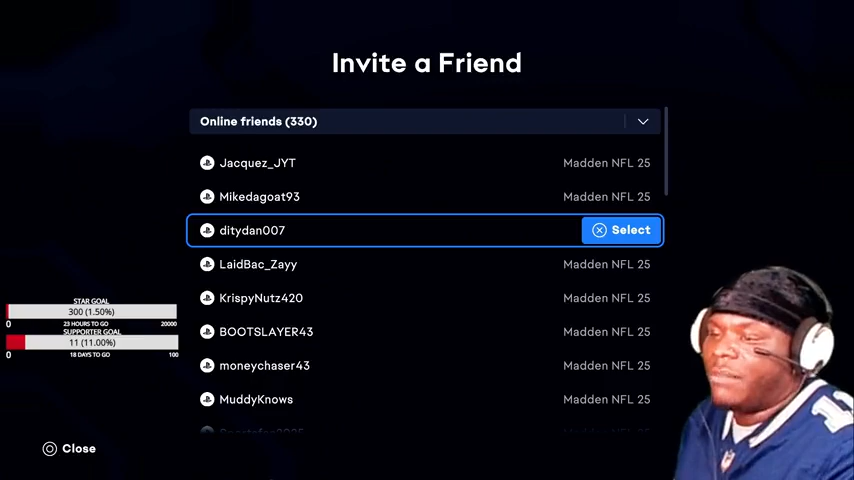 Invite a Friend
Online friends (330)
Jacquez_JYT Madden NFL 25
Mikedagoat93 Madden NFL 25
ditydan007 Select
LaidBac_Zayy Madden NFL 25
KrispyNutz420 Madden NFL 25
BOOTSLAYER43 Madden NFL 25
moneychaser43 Madden NFL 25
MuddyKnows Madden NFL 25
STAR GOAL
300 (1.50%)
0 23 HOURS TO GO 20000
SUPPORTER GOAL
11 (11.00%)
0 18 DAYS TO GO 100
Close